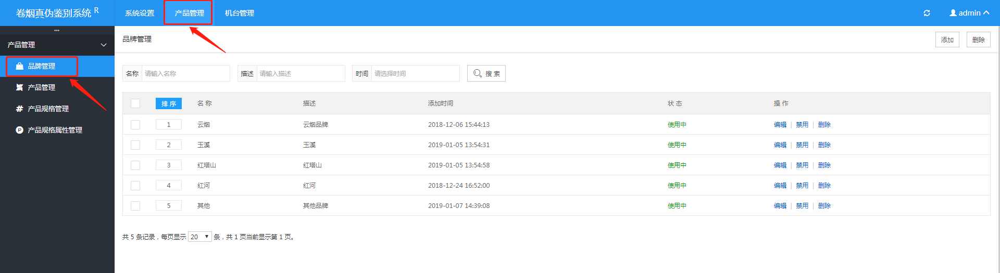 卷烟真伪鉴别系统 R
系统设置 产品管理 机台管理 admin
产品管理
品牌管理
产品管理
产品规格管理
产品规格属性管理
品牌管理 添加 删除
名称 请输入名称 描述 请输入描述 时间 请选择时间 搜 索
排 序 名 称 描述 添加时间 状 态 操 作
1 云烟 云烟品牌 2018-12-06 15:44:13 使用中 编辑 | 禁用 | 删除
2 玉溪 玉溪 2019-01-05 13:54:31 使用中 编辑 | 禁用 | 删除
3 红塔山 红塔山 2019-01-05 13:54:58 使用中 编辑 | 禁用 | 删除
4 红河 红河 2018-12-24 16:52:00 使用中 编辑 | 禁用 | 删除
5 其他 其他品牌 2019-01-07 14:39:08 使用中 编辑 | 禁用 | 删除
共 5 条记录，每页显示 20 条，共 1 页当前显示第 1 页。